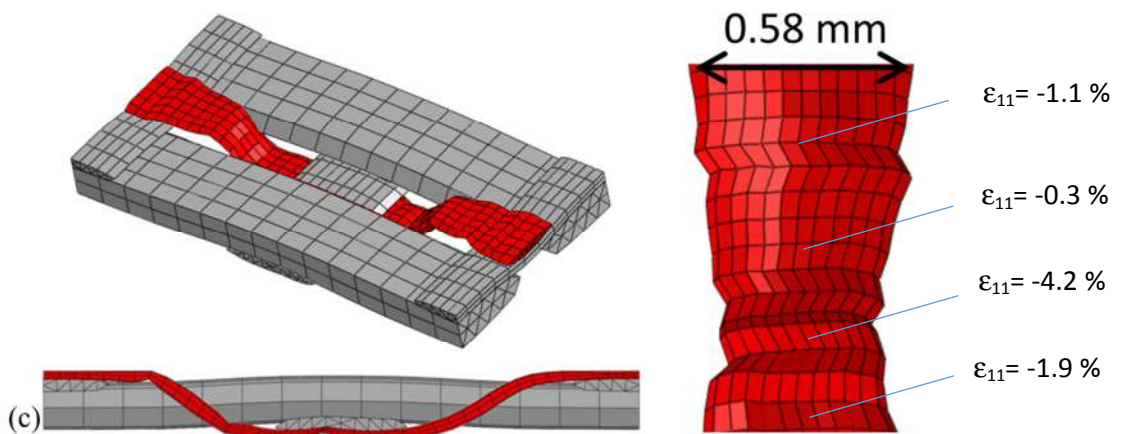 0.58 mm
ε₁₁= -1.1 %
ε₁₁= -0.3 %
ε₁₁= -4.2 %
ε₁₁= -1.9 %
(c)